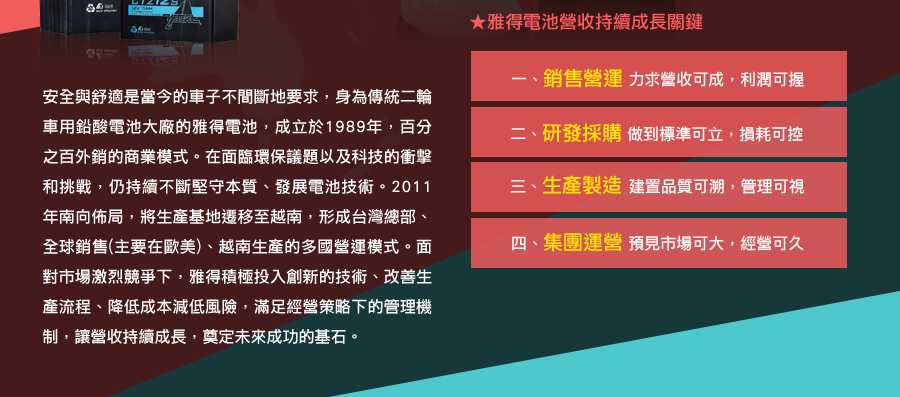 安全與舒適是當今的車子不間斷地要求，身為傳統二輪
車用鉛酸電池大廠的雅得電池，成立於1989年，百分
之百外銷的商業模式。在面臨環保議題以及科技的衝擊
和挑戰，仍持續不斷堅守本質、發展電池技術。2011
年南向佈局，將生產基地遷移至越南，形成台灣總部、
全球銷售(主要在歐美)、越南生產的多國營運模式。面
對市場激烈競爭下，雅得積極投入創新的技術、改善生
產流程、降低成本減低風險，滿足經營策略下的管理機
制，讓營收持續成長，奠定未來成功的基石。
★雅得電池營收持續成長關鍵
一、銷售營運 力求營收可成，利潤可握
二、研發採購 做到標準可立，損耗可控
三、生產製造 建置品質可溯，管理可視
四、集團運營 預見市場可大，經營可久